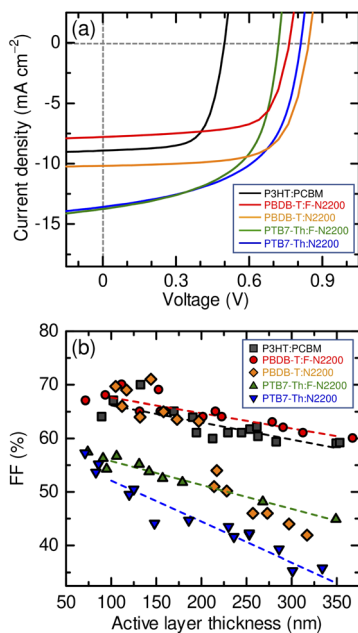 (a)
0
-5
-10
-15
Current density (mA cm⁻²)
P3HT:PCBM
PBDB-T:F-N2200
PBDB-T:N2200
PTB7-Th:F-N2200
PTB7-Th:N2200
0 0.3 0.6 0.9
Voltage (V)
(b)
80
70
60
50
40
FF (%)
P3HT:PCBM
PBDB-T:F-N2200
PBDB-T:N2200
PTB7-Th:F-N2200
PTB7-Th:N2200
50 100 150 200 250 300 350
Active layer thickness (nm)